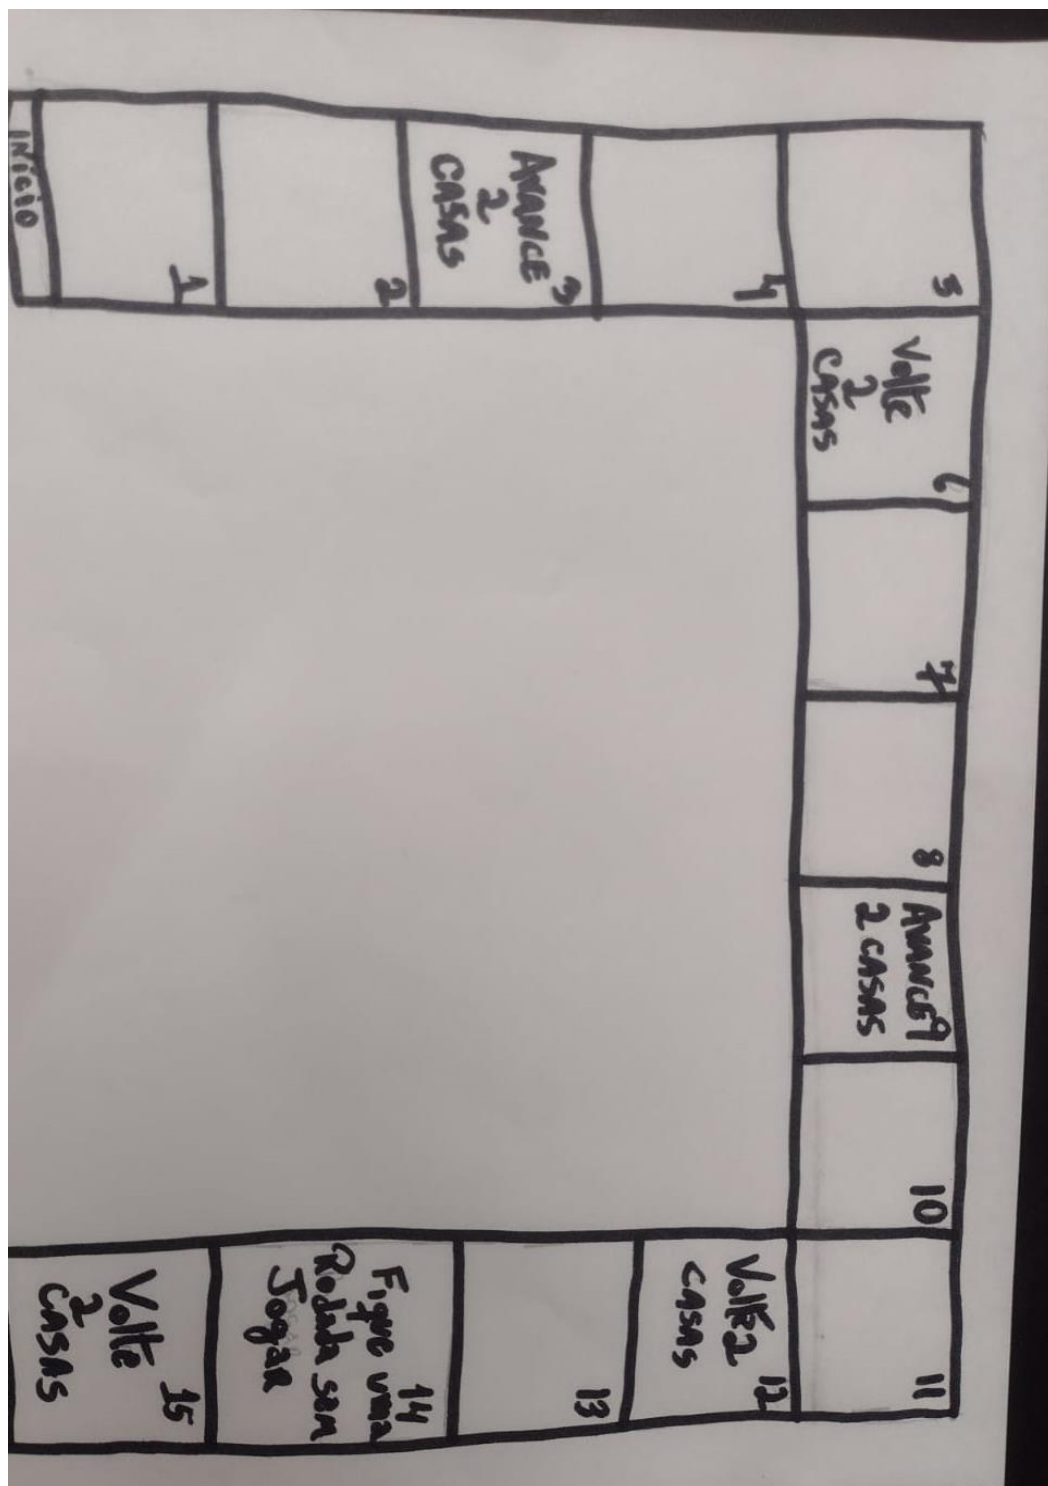 INÍCIO
1
2
AVANCE
2
CASAS
3
4
5
Volte
2
CASAS
6
7
8
AVANCE
2 CASAS
9
10
11
Volte 2
CASAS
12
13
Fique uma
Rodada sem
Jogar
14
Volte
2
CASAS
15